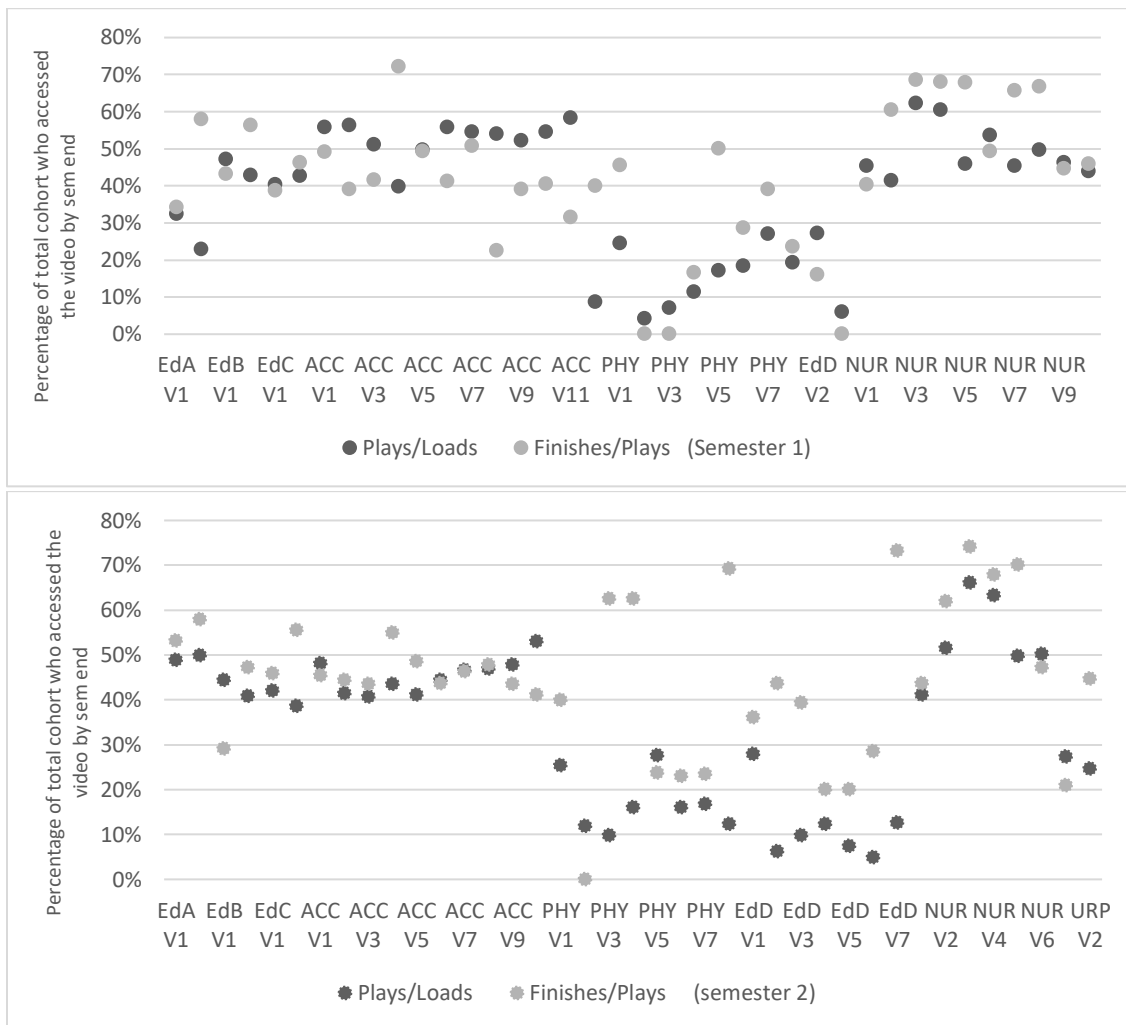 80%
70%
60%
50%
40%
30%
20%
10%
0%
Percentage of total cohort who accessed
the video by sem end
EdA EdB EdC ACC ACC ACC ACC ACC ACC PHY PHY PHY PHY EdD NUR NUR NUR NUR NUR
V1 V1 V1 V1 V3 V5 V7 V9 V11 V1 V3 V5 V7 V2 V1 V3 V5 V7 V9
Plays/Loads Finishes/Plays (Semester 1)
80%
70%
60%
50%
40%
30%
20%
10%
0%
Percentage of total cohort who accessed the
video by sem end
EdA EdB EdC ACC ACC ACC ACC ACC PHY PHY PHY PHY EdD EdD EdD EdD NUR NUR NUR URP
V1 V1 V1 V1 V3 V5 V7 V9 V1 V3 V5 V7 V1 V3 V5 V7 V2 V4 V6 V2
Plays/Loads Finishes/Plays (semester 2)